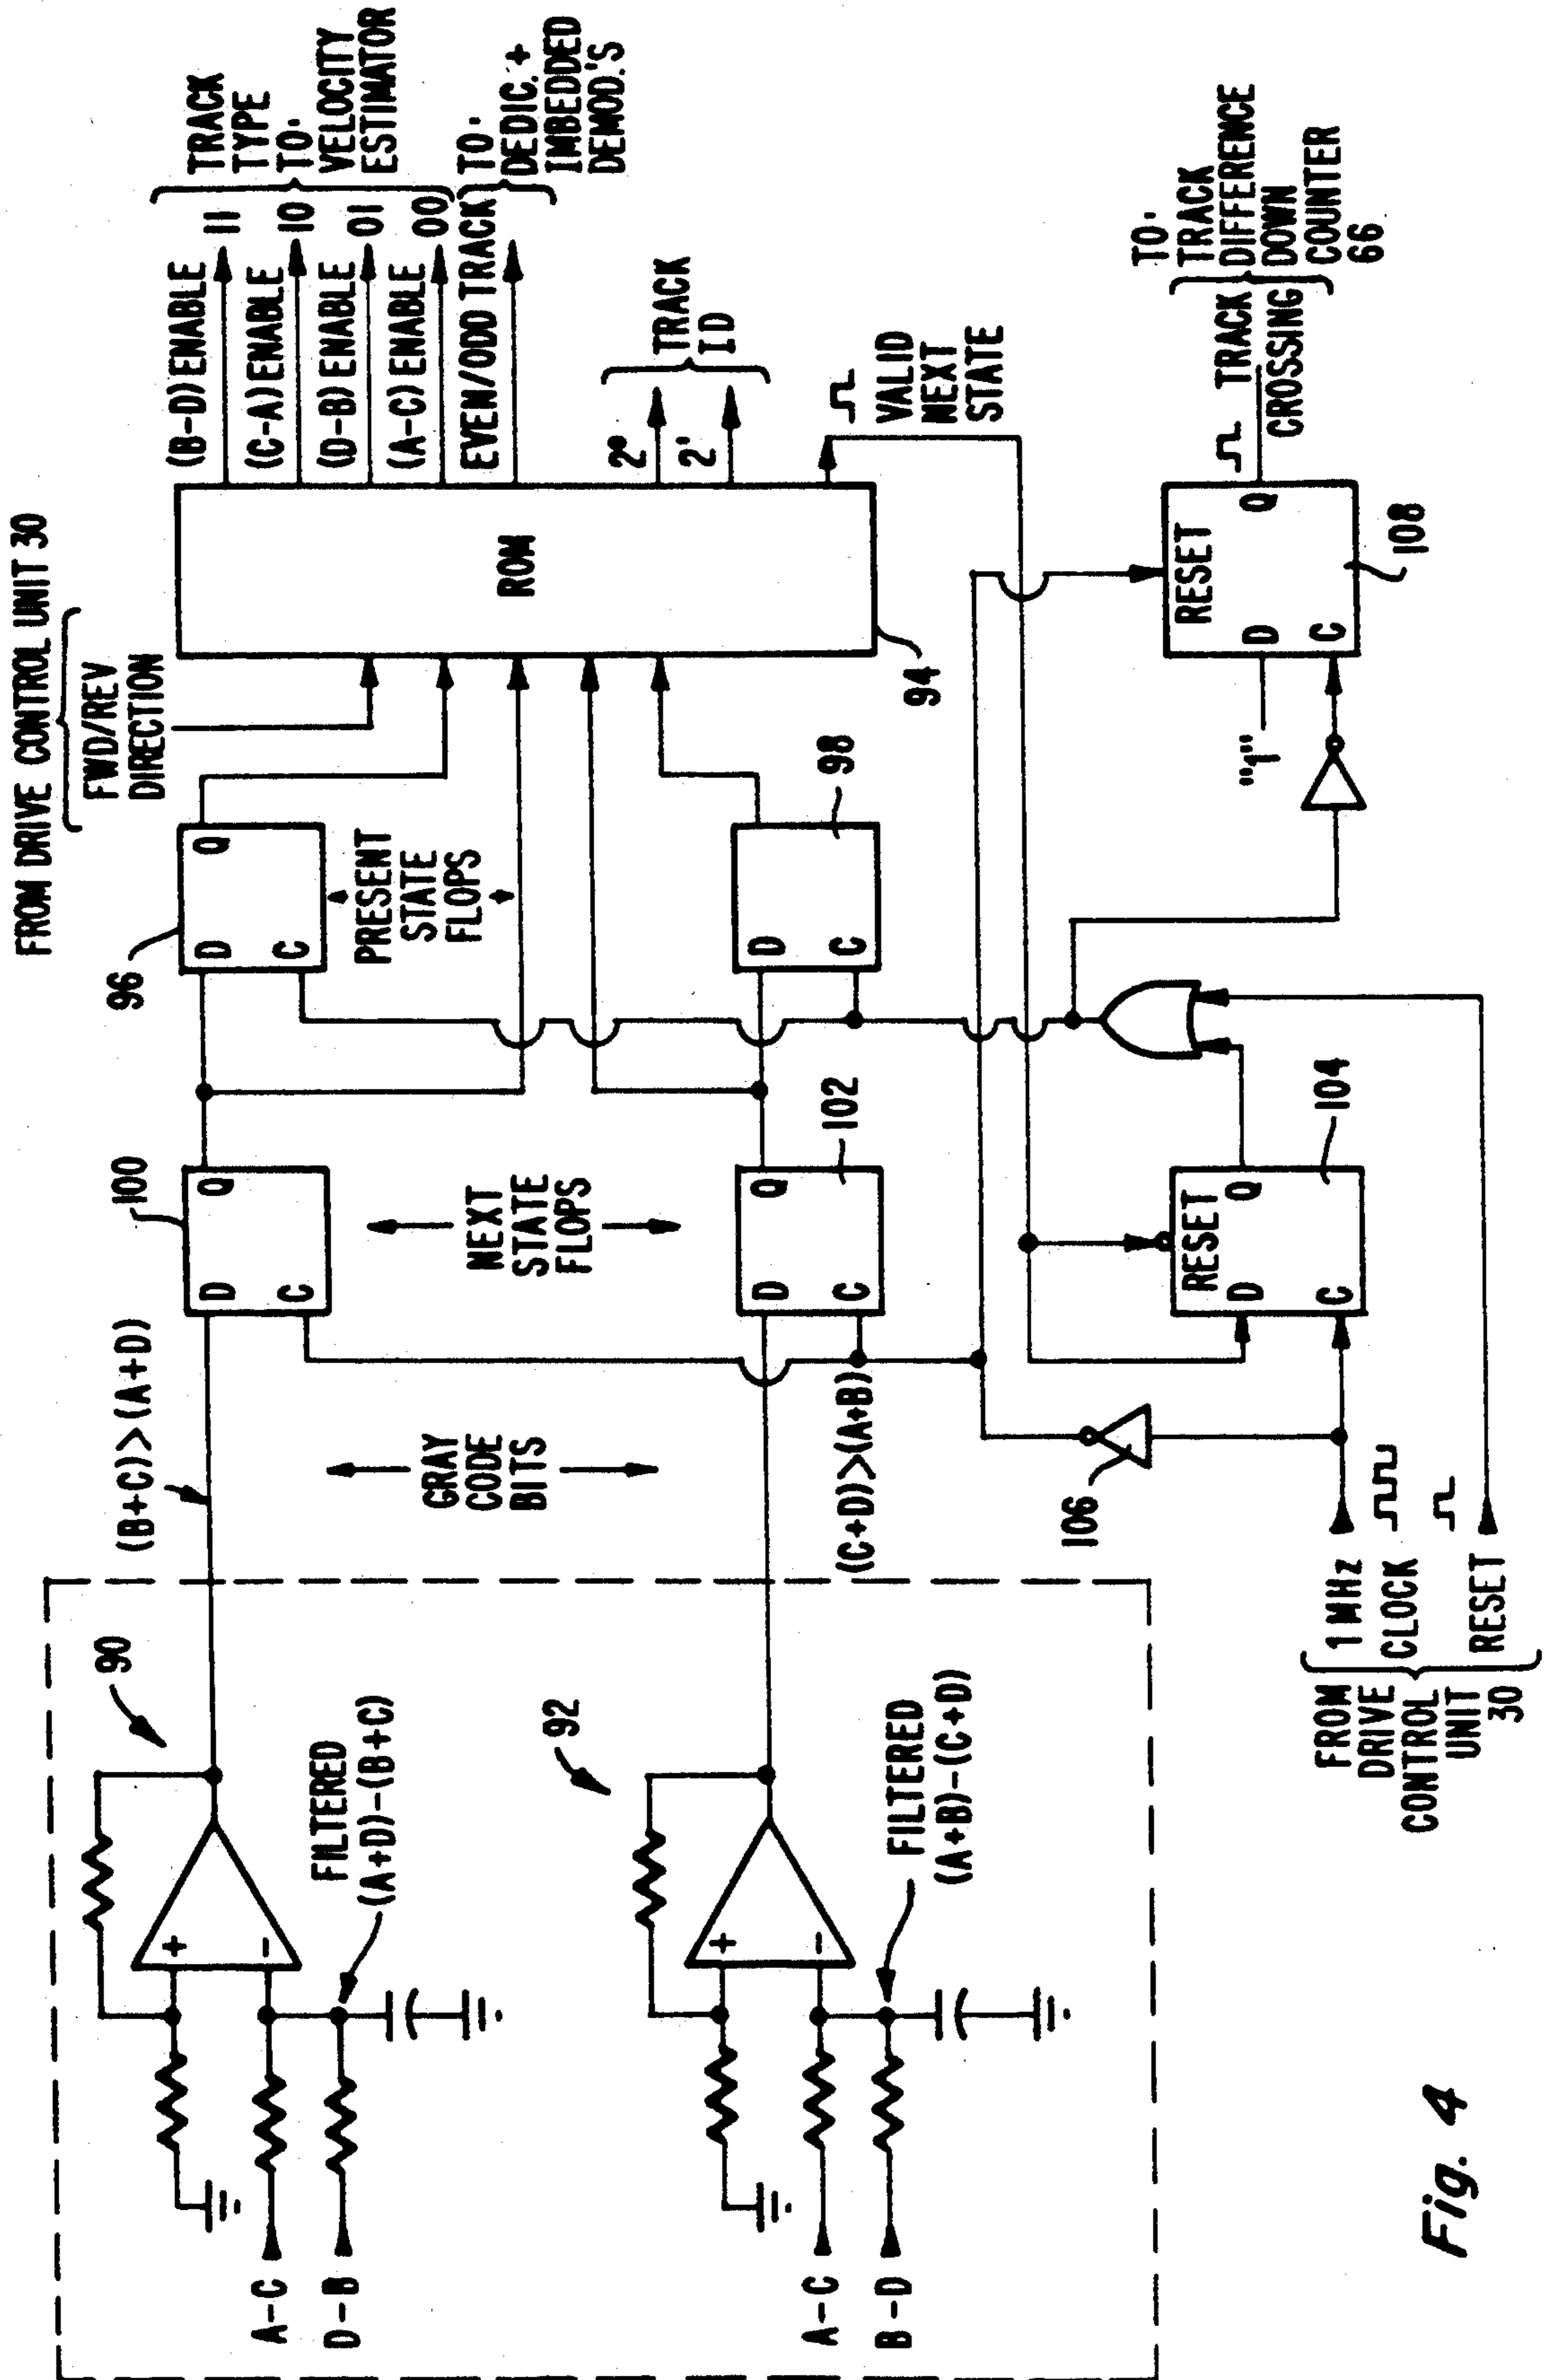 FROM DRIVE CONTROL UNIT 30
FWD/REV
DIRECTION
90
FILTERED
(A+D)-(B+C)
+
-
A-C
D-B
92
FILTERED
(A+B)-(C+D)
+
-
A-C
B-D
(B+C)>(A+D)
GRAY
CODE
BITS
(C+D)>(A+B)
100
D
Q
C
NEXT
STATE
FLOPS
102
D
Q
C
96
D
Q
C
PRESENT
STATE
FLOPS
98
D
C
ROM
94
(B-D) ENABLE 11
(C-A) ENABLE 10
(D-B) ENABLE 01
(A-C) ENABLE 00
TRACK
TYPE
TO·
VELOCITY
ESTIMATOR
EVEN/ODD TRACK
TO·
DEDIC. +
IMBEDDED
DEMOD.'S
2⁰
2'
TRACK
ID
VALID
NEXT
STATE
FROM
DRIVE
CONTROL
UNIT
30
1 MHz
CLOCK
RESET
106
RESET
D
Q
C
104
"1"
RESET
D
Q
C
108
TRACK
CROSSING
TO·
TRACK
DIFFERENCE
DOWN
COUNTER
66
Fig. 4